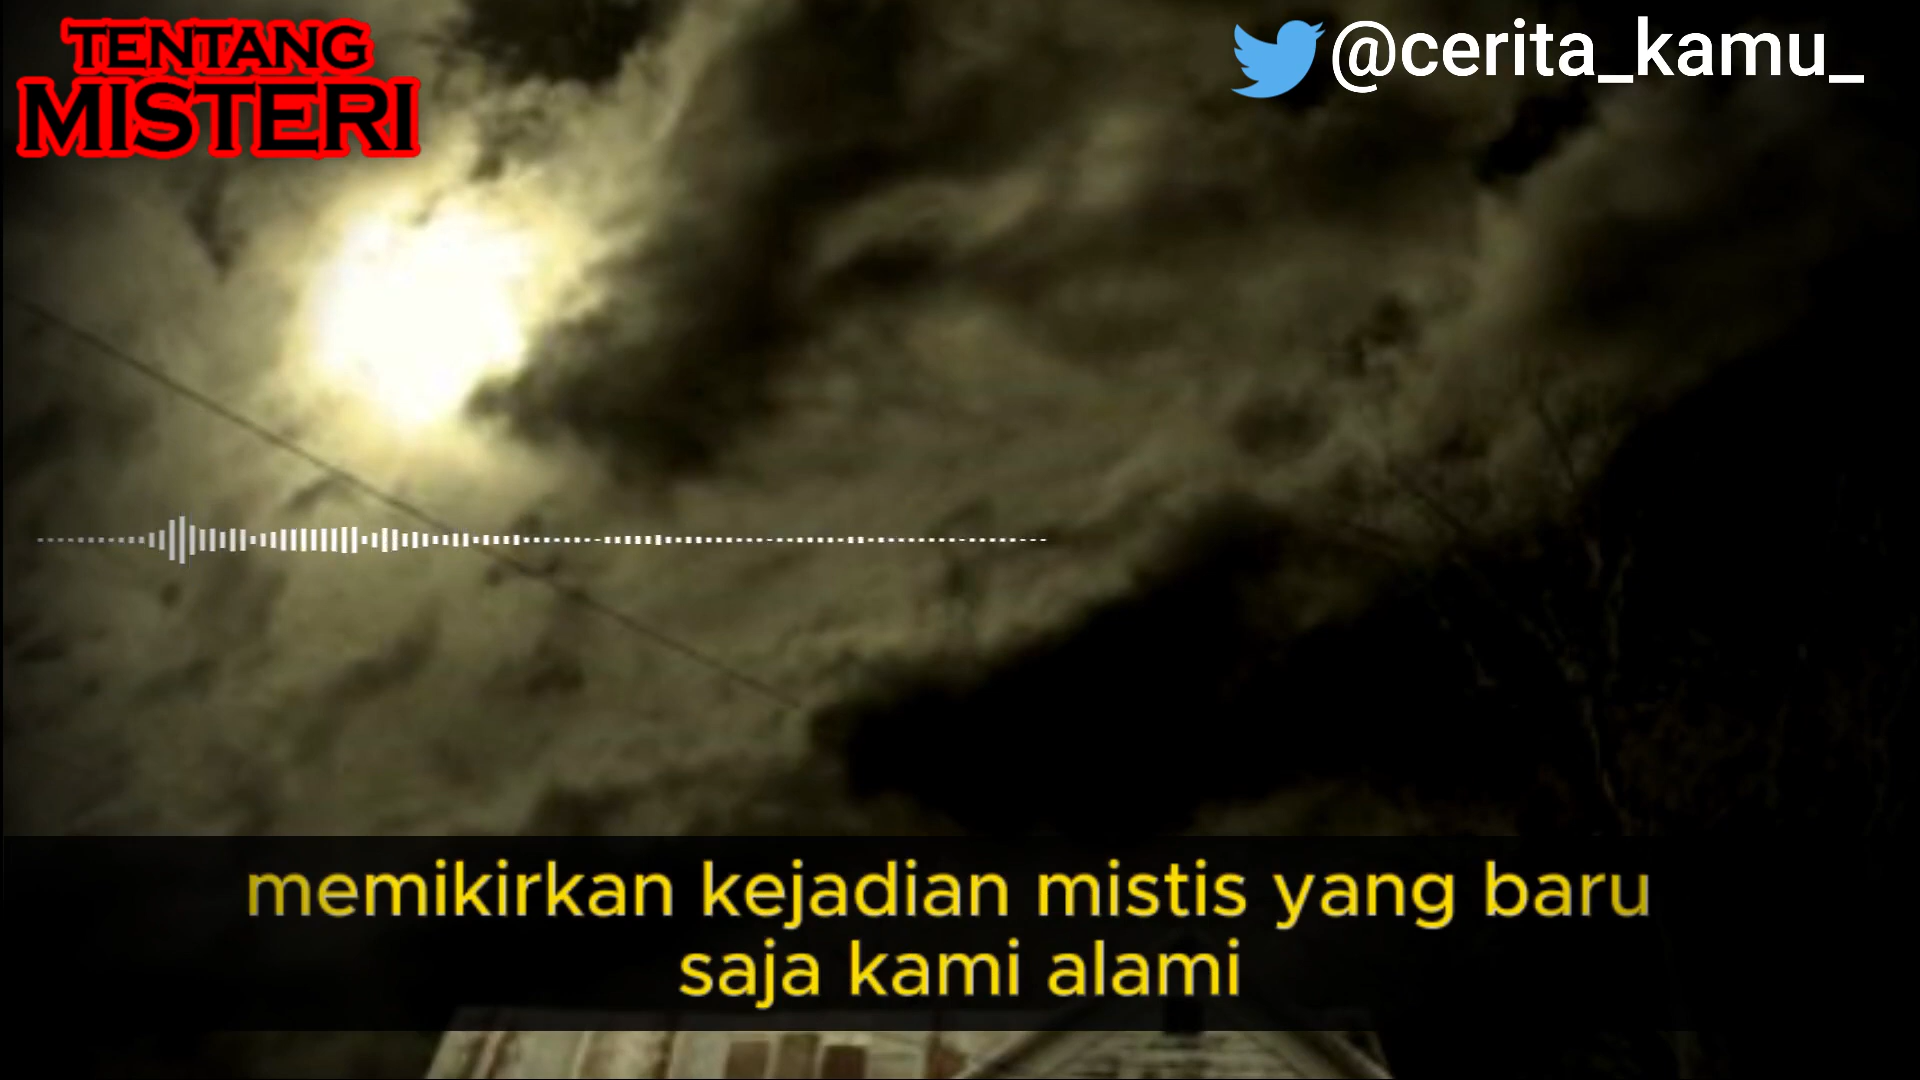 TENTANG
MISTERI
@cerita_kamu_
memikirkan kejadian mistis yang baru
saja kami alami